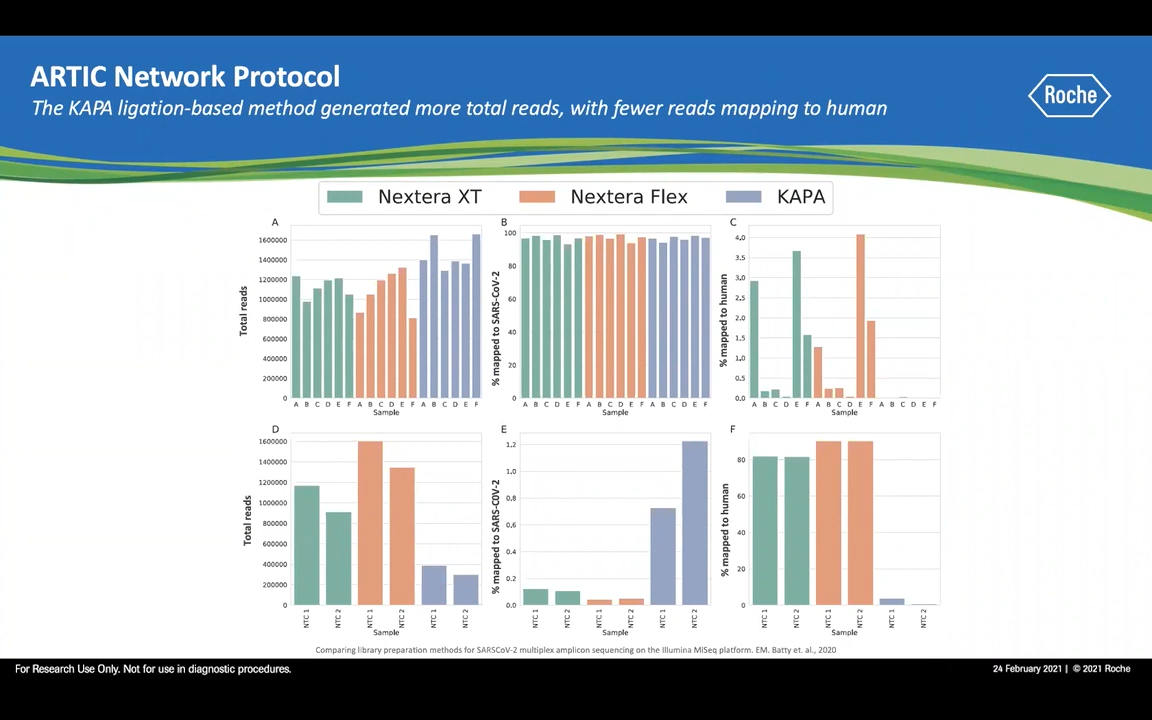 ARTIC Network Protocol
The KAPA ligation-based method generated more total reads, with fewer reads mapping to human
Roche
Nextera XT Nextera Flex KAPA
A
Total reads
1600000
1400000
1200000
1000000
800000
600000
400000
200000
0
A B C D E F A B C D E F A B C D E F
Sample
B
% mapped to SARS-CoV-2
100
80
60
40
20
0
A B C D E F A B C D E F A B C D E F
Sample
C
% mapped to human
4,0
3,5
3,0
2,5
2,0
1,5
1,0
0,5
0,0
A B C D E F A B C D E F A B C D E F
Sample
D
Total reads
1600000
1400000
1200000
1000000
800000
600000
400000
200000
0
NTC 1 NTC 2 NTC 1 NTC 2 NTC 1 NTC 2
Sample
E
% mapped to SARS-C0V-2
1,2
1,0
0,8
0,6
0,4
0,2
0,0
NTC 1 NTC 2 NTC 1 NTC 2 NTC 1 NTC 2
Sample
F
% mapped to human
80
60
40
20
0
NTC 1 NTC 2 NTC 1 NTC 2 NTC 1 NTC 2
Sample
Comparing library preparation methods for SARSCoV-2 multiplex amplicon sequencing on the Illumina MiSeq platform. EM. Batty et. al., 2020
For Research Use Only. Not for use in diagnostic procedures.
24 February 2021 | © 2021 Roche